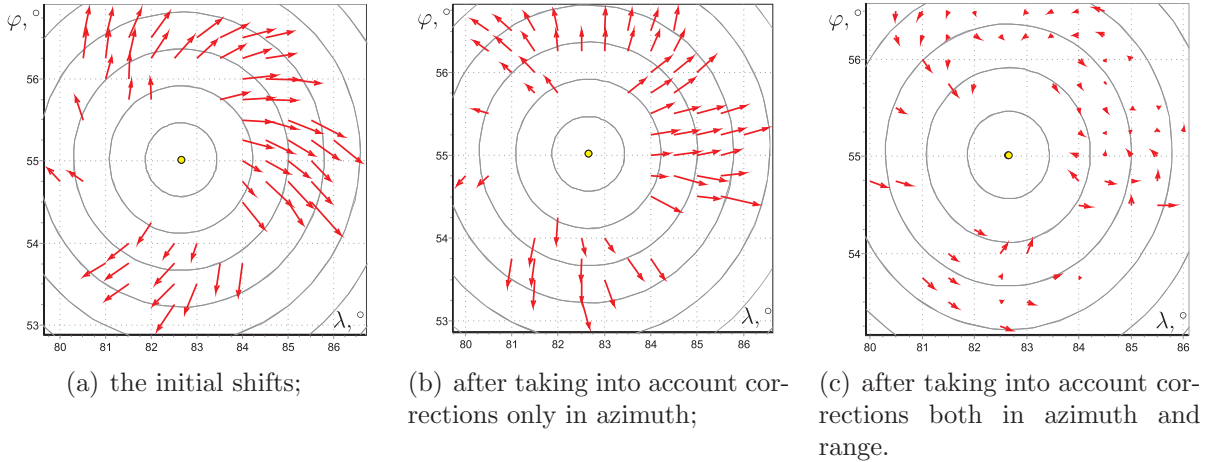 φ, °
56
55
54
53
λ, °
80 81 82 83 84 85 86
(a) the initial shifts;
φ, °
56
55
54
53
λ, °
80 81 82 83 84 85 86
(b) after taking into account cor-
rections only in azimuth;
φ, °
56
55
54
λ, °
80 81 82 83 84 85 86
(c) after taking into account
corrections both in azimuth and
range.